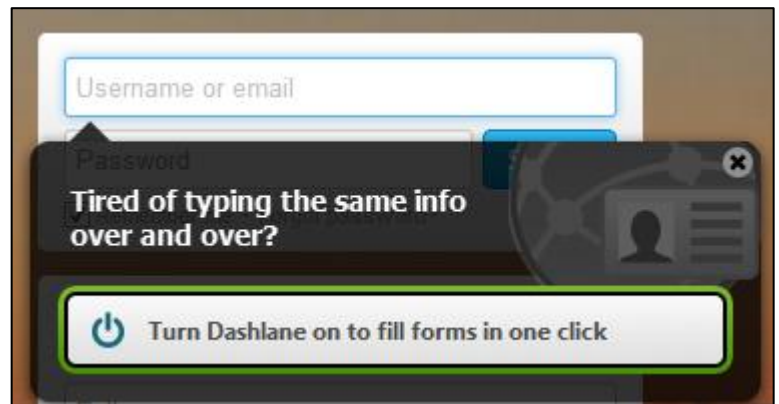 Username or email
Password
Tired of typing the same info
over and over?
Turn Dashlane on to fill forms in one click